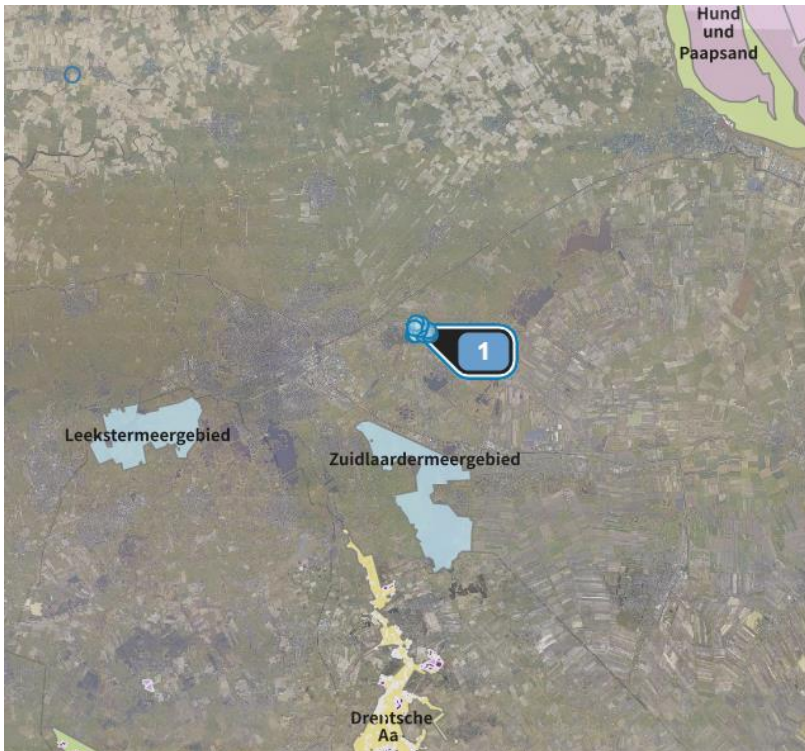 Hund
und
Paapsand
1
Leekstermeergebied
Zuidlaardermeergebied
Drentsche
Aa